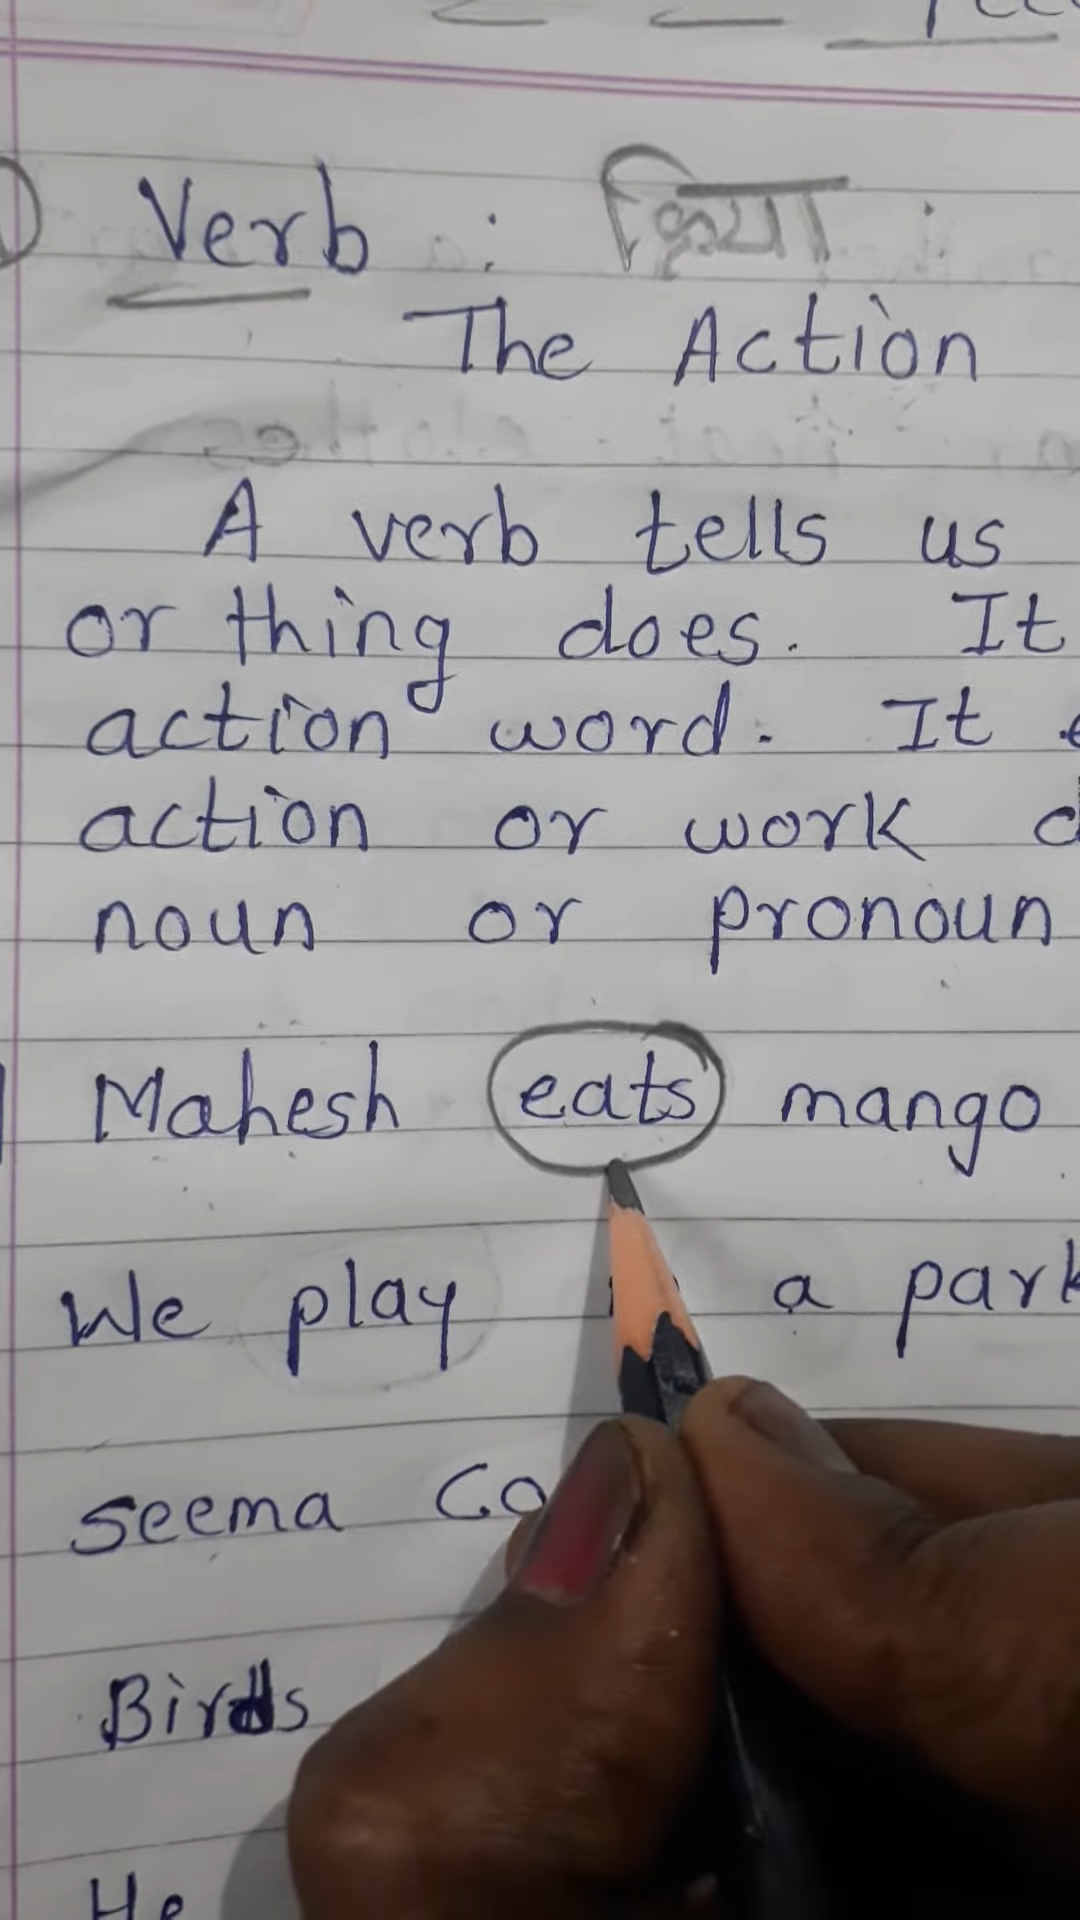 Verb : क्रिया :
The Action
A verb tells us
or thing does. It
action word. It
action or work
noun or pronoun
Mahesh eats mango
We play a park
Seema
Birds
He